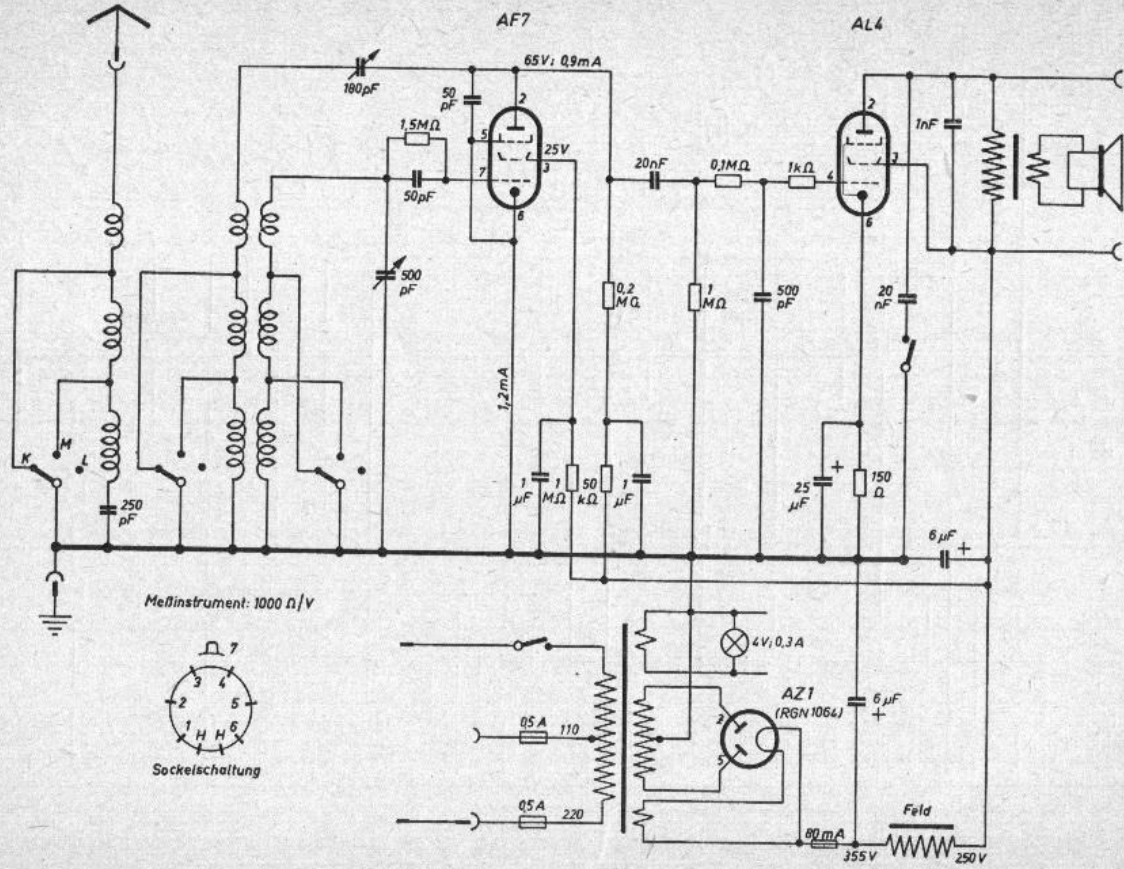 AF7
AL4
65V; 0,9mA
180pF
50
pF
2
1,5MΩ
5
25V
3
7
50pF
6
500
pF
1,2mA
20nF
0,1MΩ
1kΩ
0,2
MΩ
1
MΩ
500
pF
2
3
4
6
1nF
20
nF
K
M
L
250
pF
1
µF
1
MΩ
50
kΩ
1
µF
25
µF
+
150
Ω
6 µF
+
Meßinstrument: 1000 Ω/V
7
3
4
2
5
1
H
H
6
Sockelschaltung
0,5A
110
0,5A
220
4V; 0,3A
AZ1
(RGN 1064)
2
5
6 µF
+
80mA
355V
Feld
250V